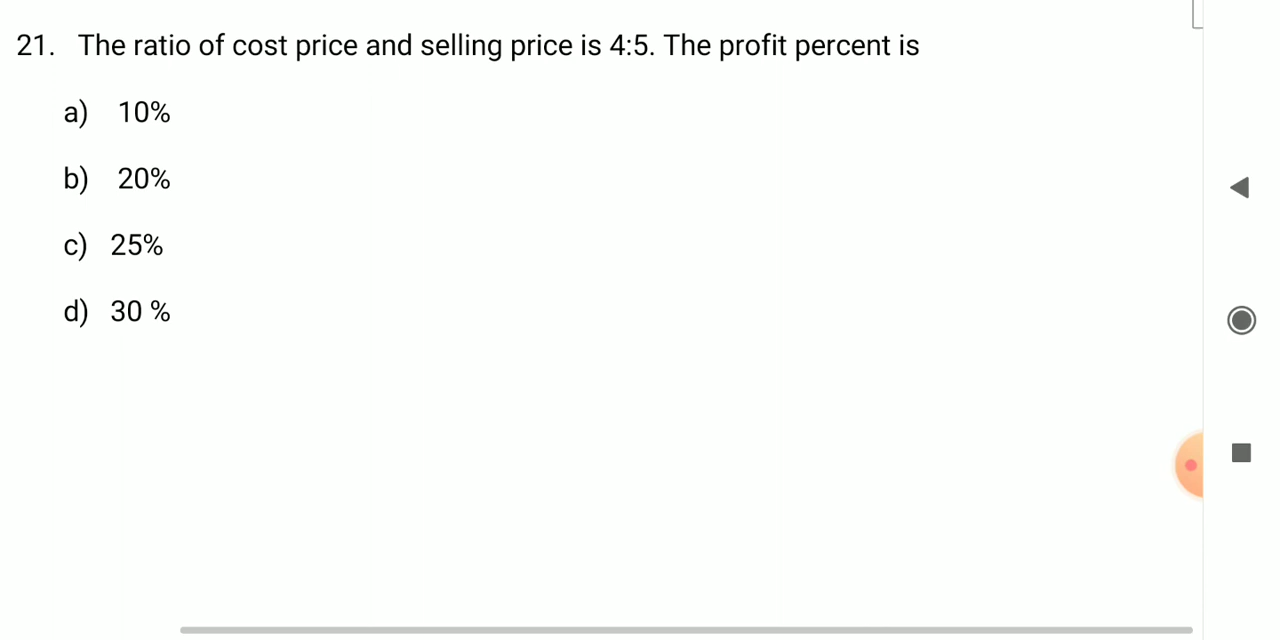 21. The ratio of cost price and selling price is 4:5. The profit percent is
a) 10%
b) 20%
c) 25%
d) 30 %